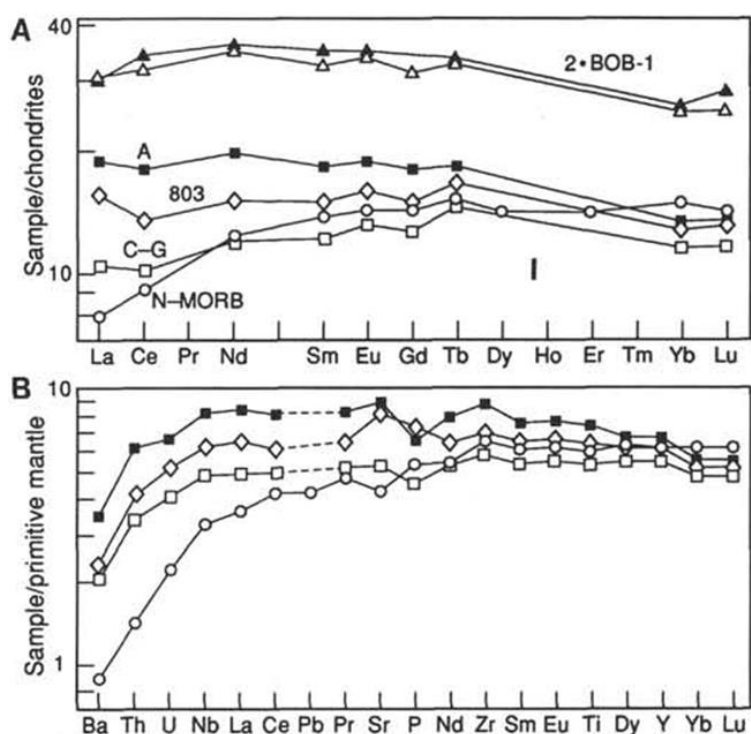 A
40
2•BOB-1
A
803
C–G
10
N–MORB
Sample/chondrites
La Ce Pr Nd Sm Eu Gd Tb Dy Ho Er Tm Yb Lu
B
10
Sample/primitive mantle
1
Ba Th U Nb La Ce Pb Pr Sr P Nd Zr Sm Eu Ti Dy Y Yb Lu